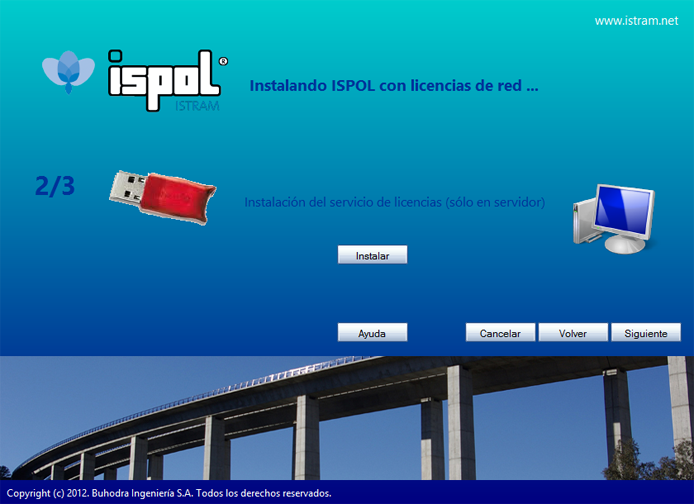 www.istram.net
ispol®
ISTRAM
Instalando ISPOL con licencias de red ...
2/3
Instalación del servicio de licencias (sólo en servidor)
Instalar
Ayuda
Cancelar
Volver
Siguiente
Copyright (c) 2012. Buhodra Ingeniería S.A. Todos los derechos reservados.